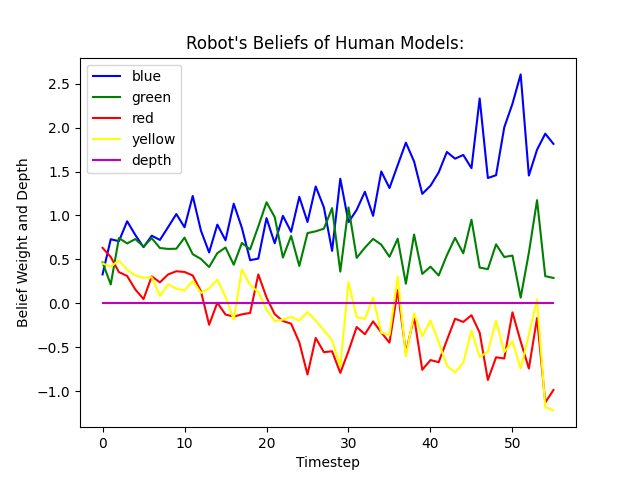 Robot's Beliefs of Human Models:
blue
green
red
yellow
depth
Belief Weight and Depth
2.5
2.0
1.5
1.0
0.5
0.0
−0.5
−1.0
0 10 20 30 40 50
Timestep